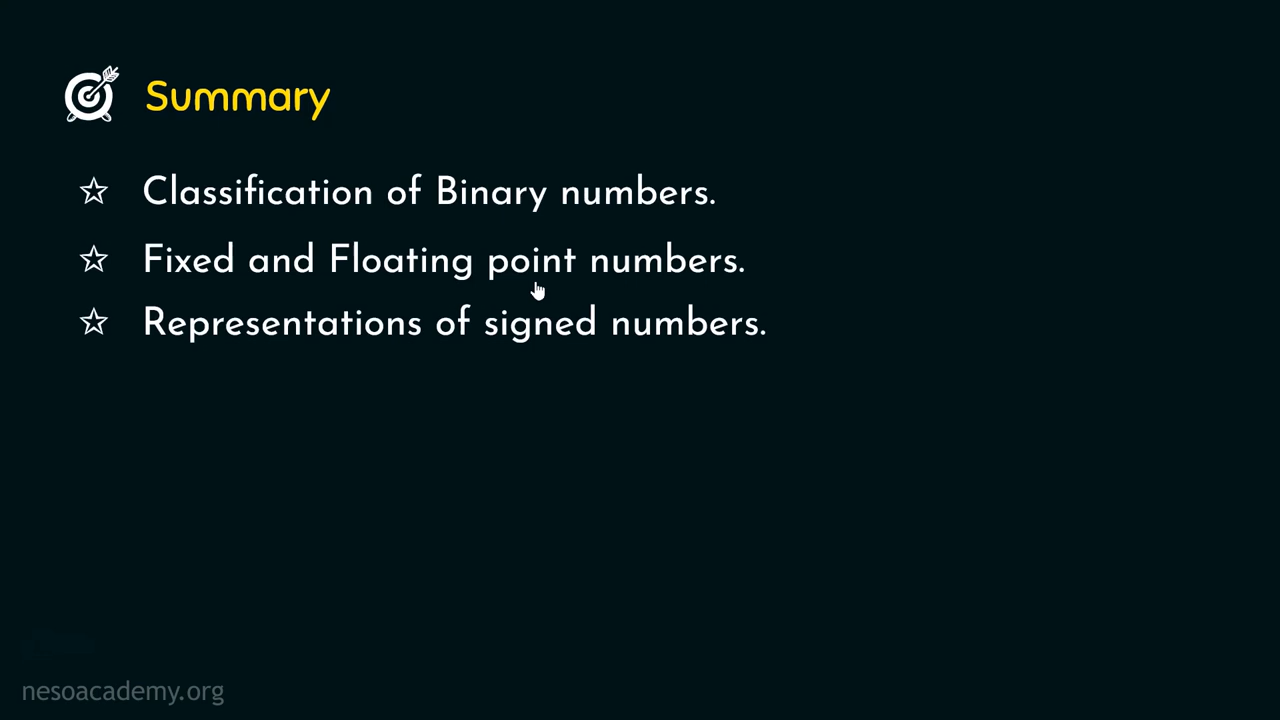 Summary
Classification of Binary numbers.
Fixed and Floating point numbers.
Representations of signed numbers.
nesoacademy.org